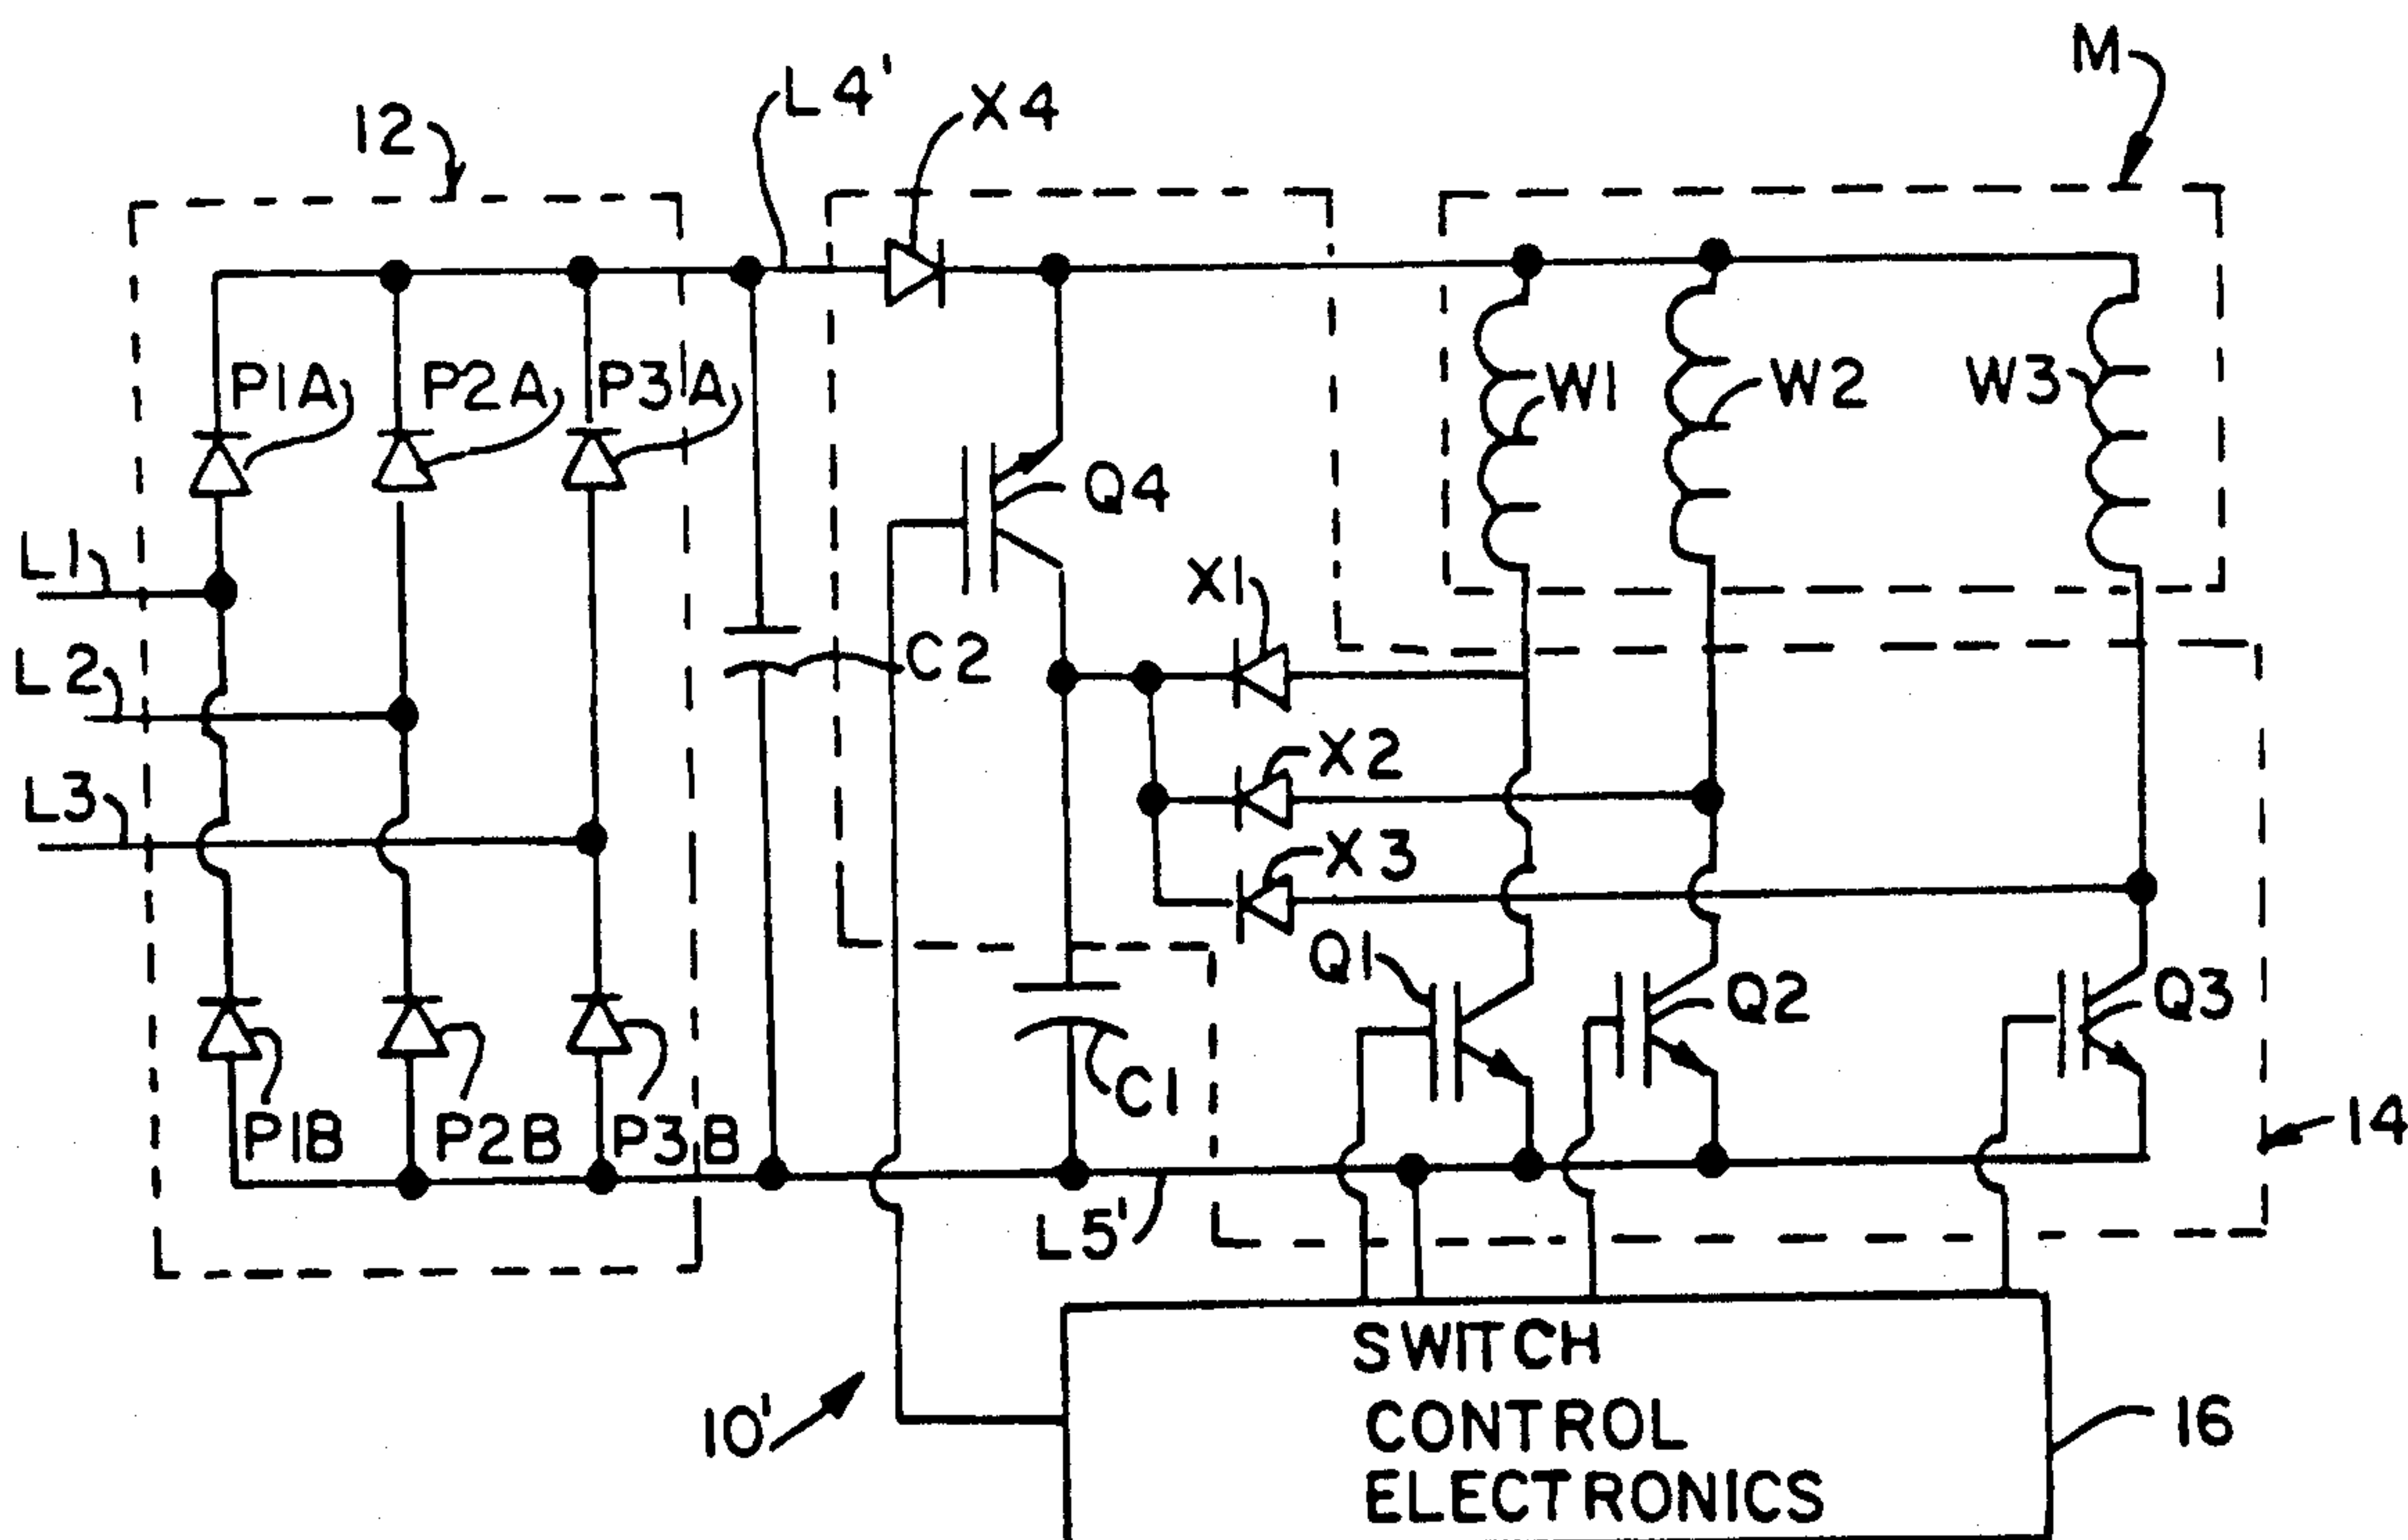 M
L4'
X4
12
P1A
P2A
P3A
W1
W2
W3
Q4
L1
X1
C2
L2
X2
L3
X3
Q1
Q2
Q3
C1
P1B
P2B
P3B
14
L5'
SWITCH
CONTROL
ELECTRONICS
10'
16